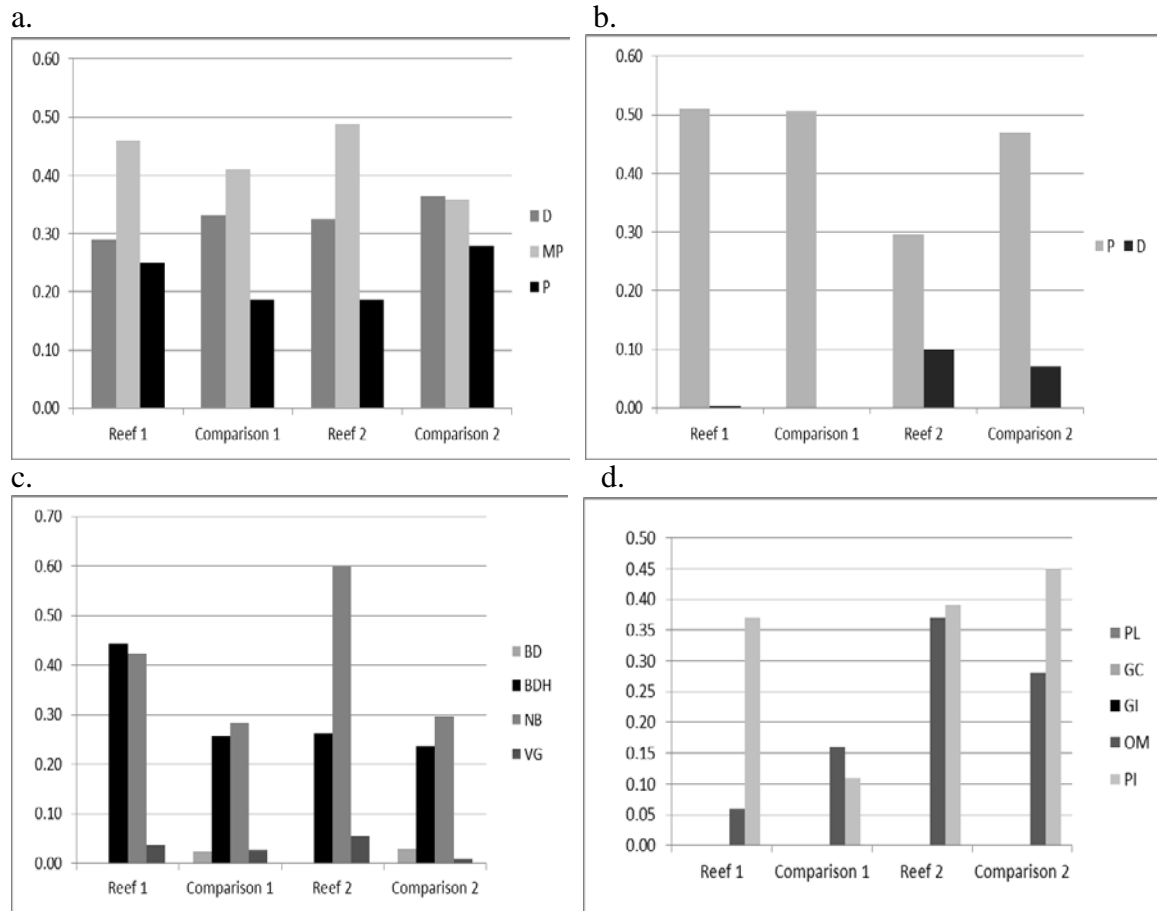 a.
0.60
0.50
0.40
0.30
0.20
0.10
0.00
Reef 1 Comparison 1 Reef 2 Comparison 2
D
MP
P
b.
0.60
0.50
0.40
0.30
0.20
0.10
0.00
Reef 1 Comparison 1 Reef 2 Comparison 2
P D
c.
0.70
0.60
0.50
0.40
0.30
0.20
0.10
0.00
Reef 1 Comparison 1 Reef 2 Comparison 2
BD
BDH
NB
VG
d.
0.50
0.45
0.40
0.35
0.30
0.25
0.20
0.15
0.10
0.05
0.00
Reef 1 Comparison 1 Reef 2 Comparison 2
PL
GC
GI
OM
PI